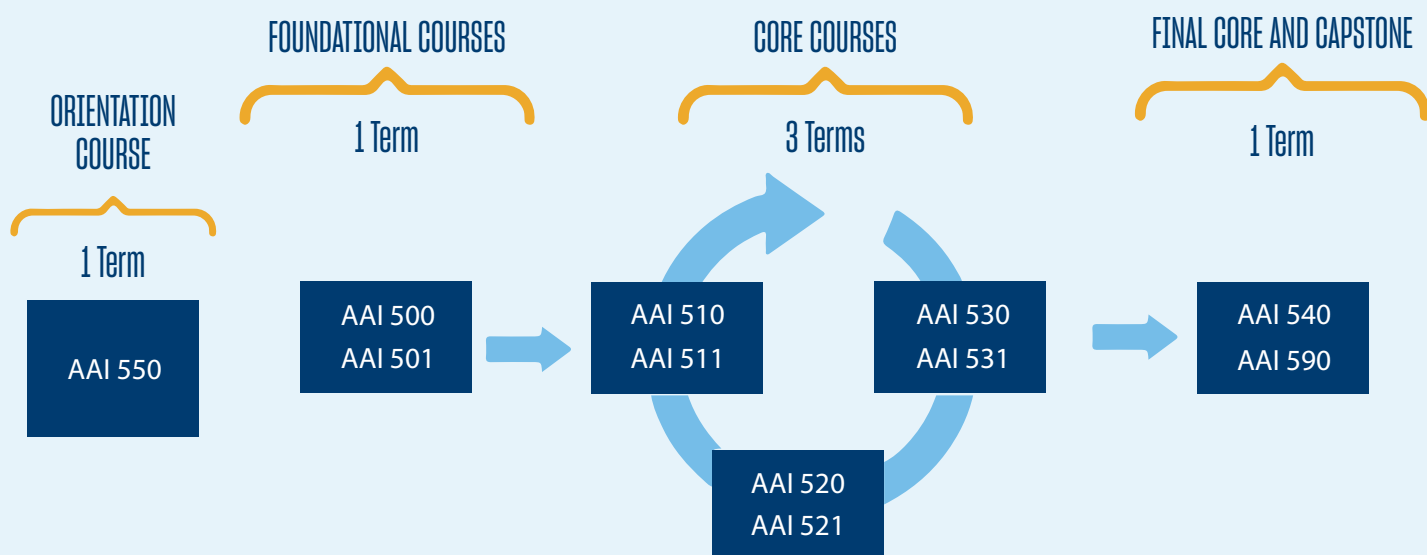 ORIENTATION
COURSE
1 Term
AAI 550
FOUNDATIONAL COURSES
1 Term
AAI 500
AAI 501
CORE COURSES
3 Terms
AAI 510
AAI 511
AAI 530
AAI 531
AAI 520
AAI 521
FINAL CORE AND CAPSTONE
1 Term
AAI 540
AAI 590